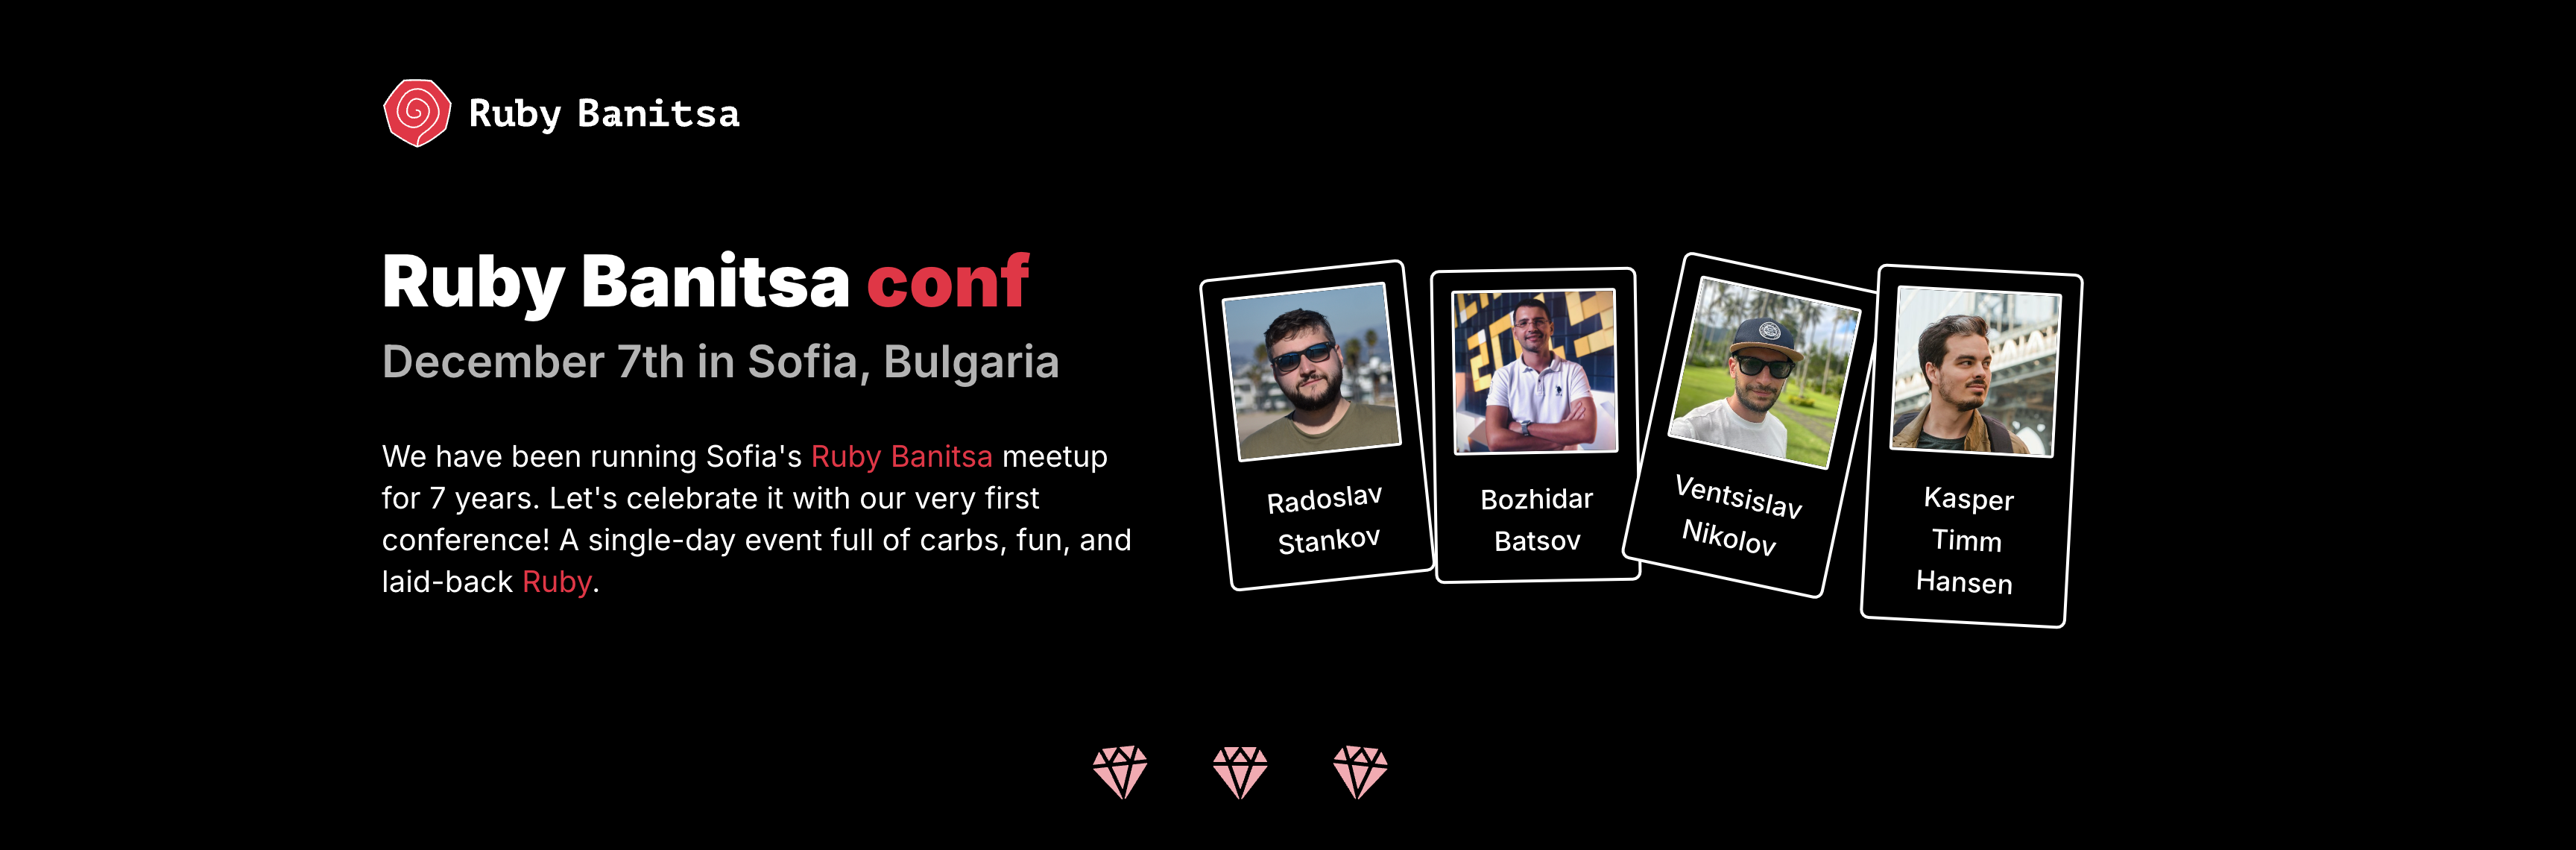 Ruby Banitsa
Ruby Banitsa conf
December 7th in Sofia, Bulgaria
We have been running Sofia's Ruby Banitsa meetup
for 7 years. Let's celebrate it with our very first
conference! A single-day event full of carbs, fun, and
laid-back Ruby.
Radoslav
Stankov
Bozhidar
Batsov
Ventsislav
Nikolov
Kasper
Timm
Hansen